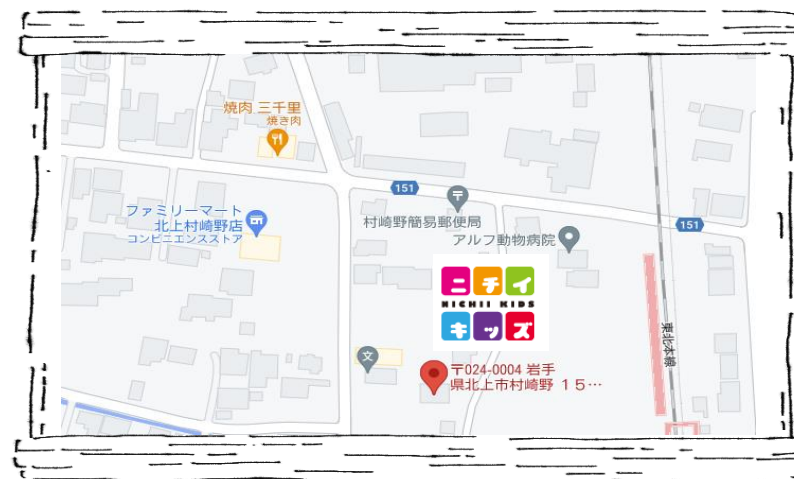 焼肉 三千里
焼き肉
151
ファミリーマート
北上村崎野店
コンビニエンスストア
〒
村崎野簡易郵便局
151
アルフ動物病院
ニチイ
NICHII KIDS
キッズ
東北本線
文
〒024-0004 岩手
県北上市村崎野 15…